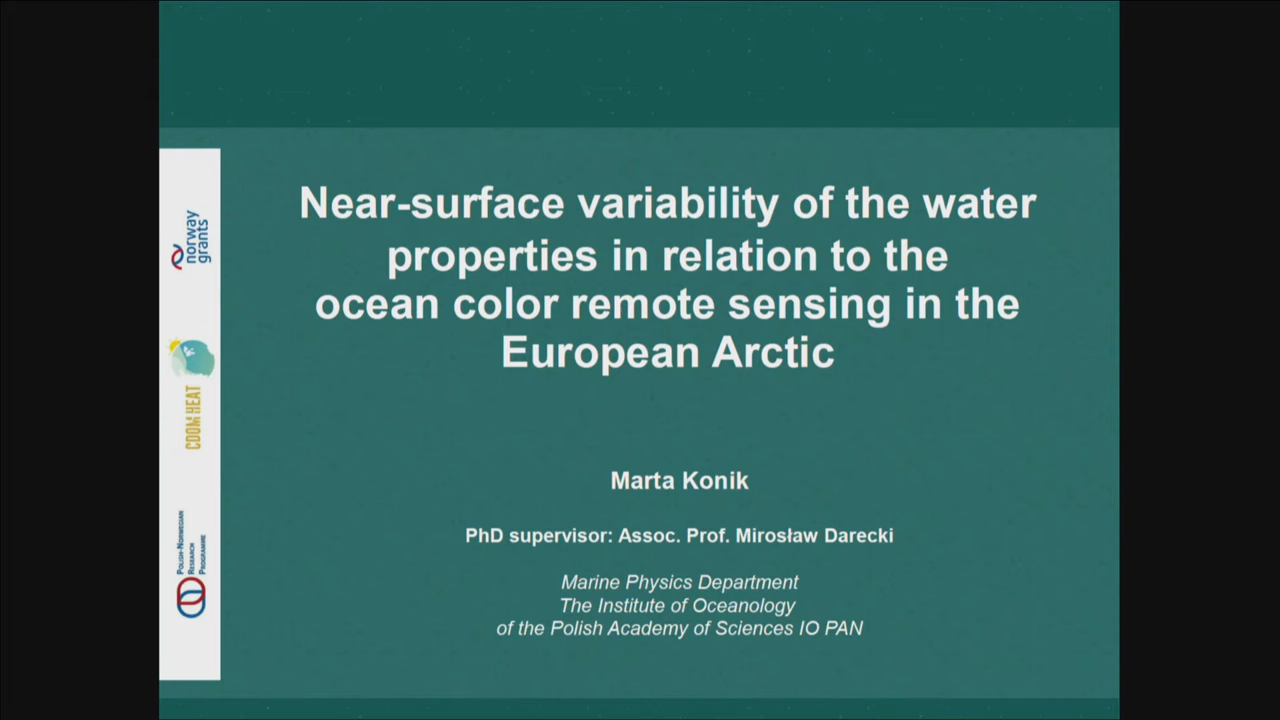 Near-surface variability of the water
properties in relation to the
ocean color remote sensing in the
European Arctic
Marta Konik
PhD supervisor: Assoc. Prof. Mirosław Darecki
Marine Physics Department
The Institute of Oceanology
of the Polish Academy of Sciences IO PAN
norway
grants
CDOM HEAT
POLISH-NORWEGIAN
RESEARCH
PROGRAMME